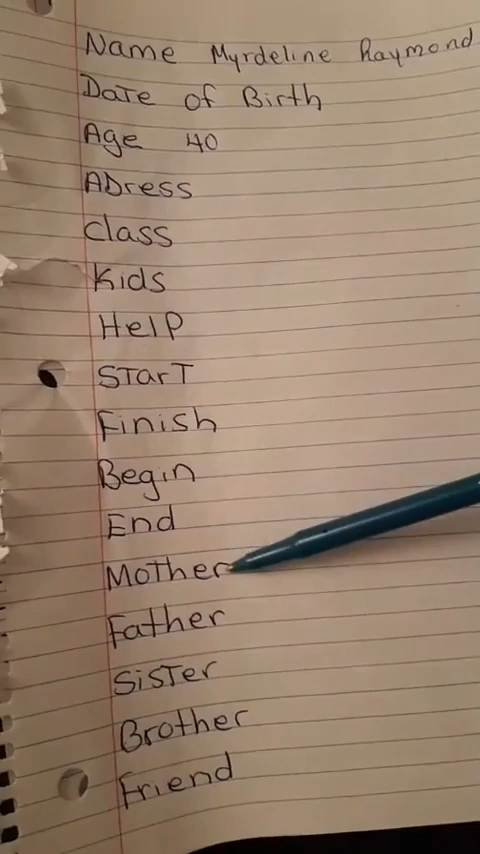 Name Myrdeline Raymond
Date of Birth
Age 40
ADress
Class
Kids
Help
STarT
Finish
Begin
End
MoTher
Father
SisTer
Brother
Friend